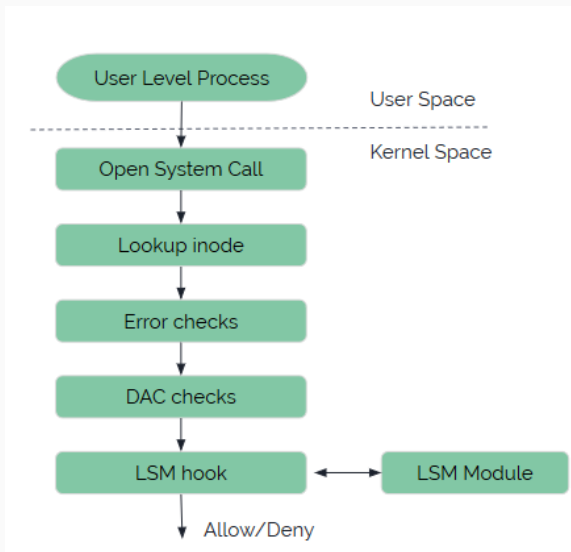 User Level Process
User Space
Kernel Space
Open System Call
Lookup inode
Error checks
DAC checks
LSM hook
LSM Module
Allow/Deny